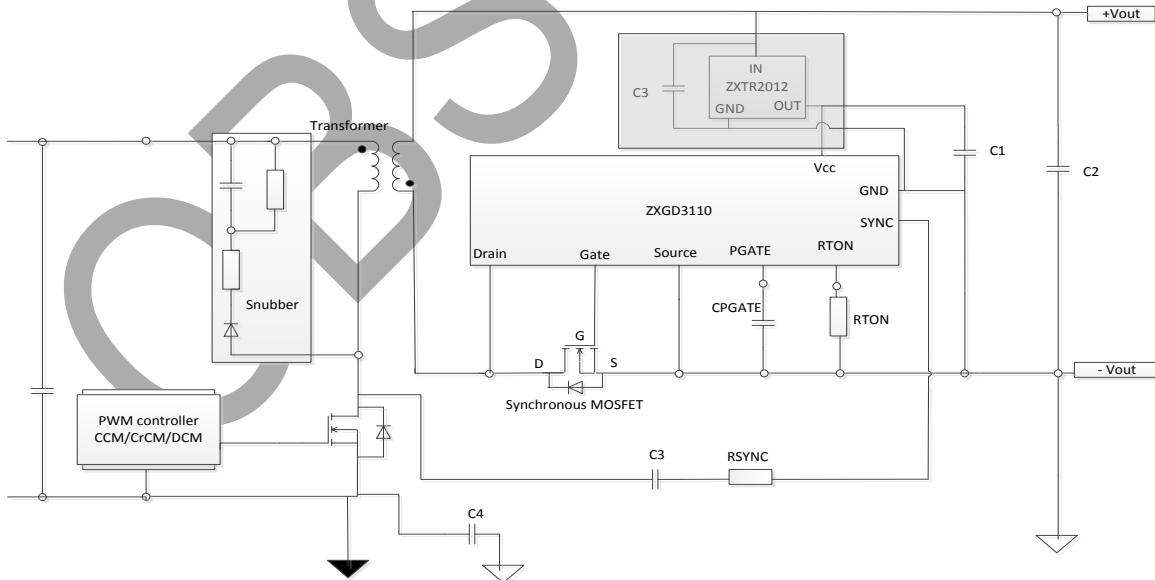 +Vout
IN
ZXTR2012
C3
GND
OUT
Transformer
Vcc
C1
C2
GND
ZXGD3110
SYNC
Drain
Gate
Source
PGATE
RTON
Snubber
CPGATE
RTON
G
D
S
- Vout
Synchronous MOSFET
PWM controller
CCM/CrCM/DCM
C3
RSYNC
C4